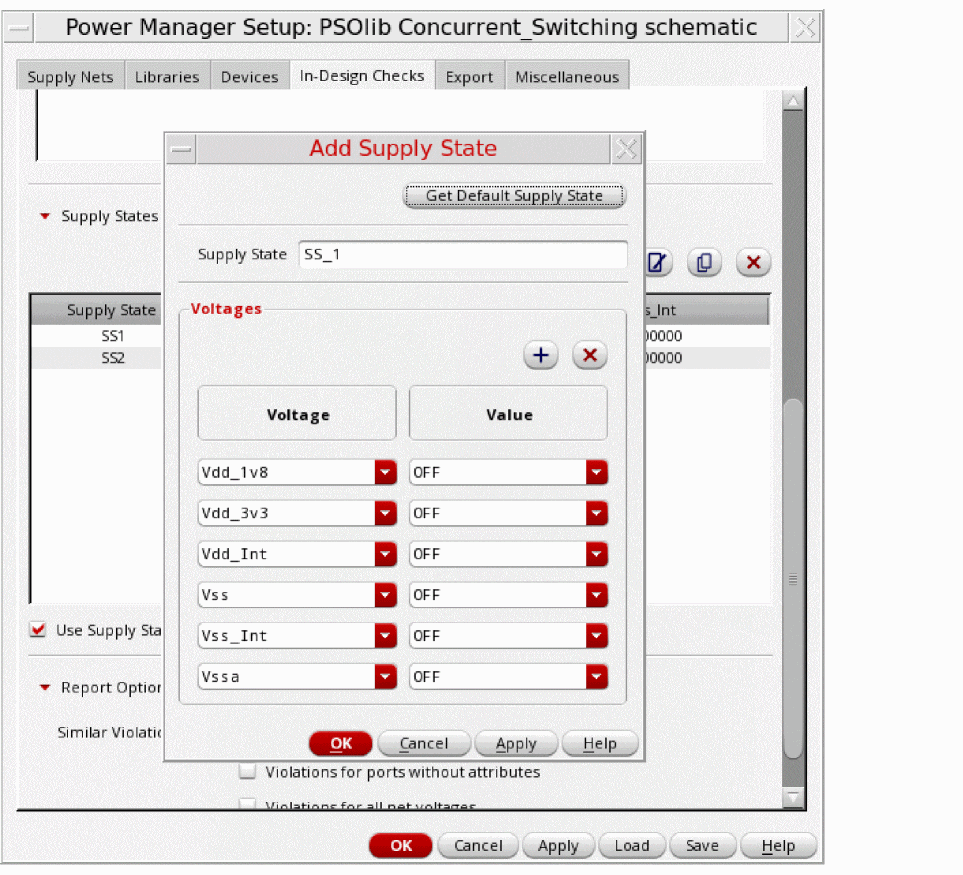 Power Manager Setup: PSOlib Concurrent_Switching schematic
Supply Nets Libraries Devices In-Design Checks Export Miscellaneous
Add Supply State
Get Default Supply State
Supply States
Supply State SS_1
Supply State
Voltages
s_Int
SS1
00000
SS2
00000
Voltage Value
Vdd_1v8 OFF
Vdd_3v3 OFF
Vdd_Int OFF
Vss OFF
Use Supply Sta
Vss_Int OFF
Vssa OFF
Report Option
Similar Violatio
OK Cancel Apply Help
Violations for ports without attributes
Violations for all net voltages
OK Cancel Apply Load Save Help